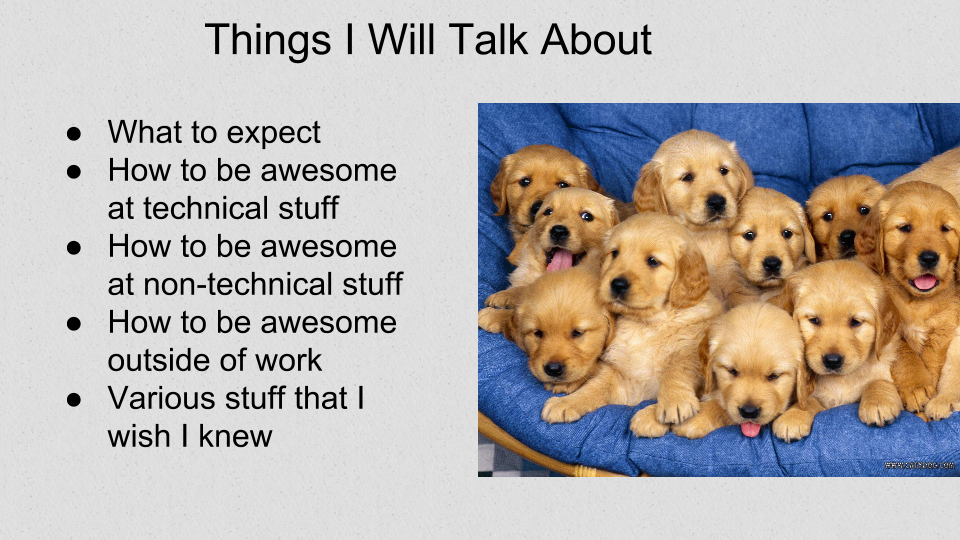 Things I Will Talk About
● What to expect
● How to be awesome
at technical stuff
● How to be awesome
at non-technical stuff
● How to be awesome
outside of work
● Various stuff that I
wish I knew